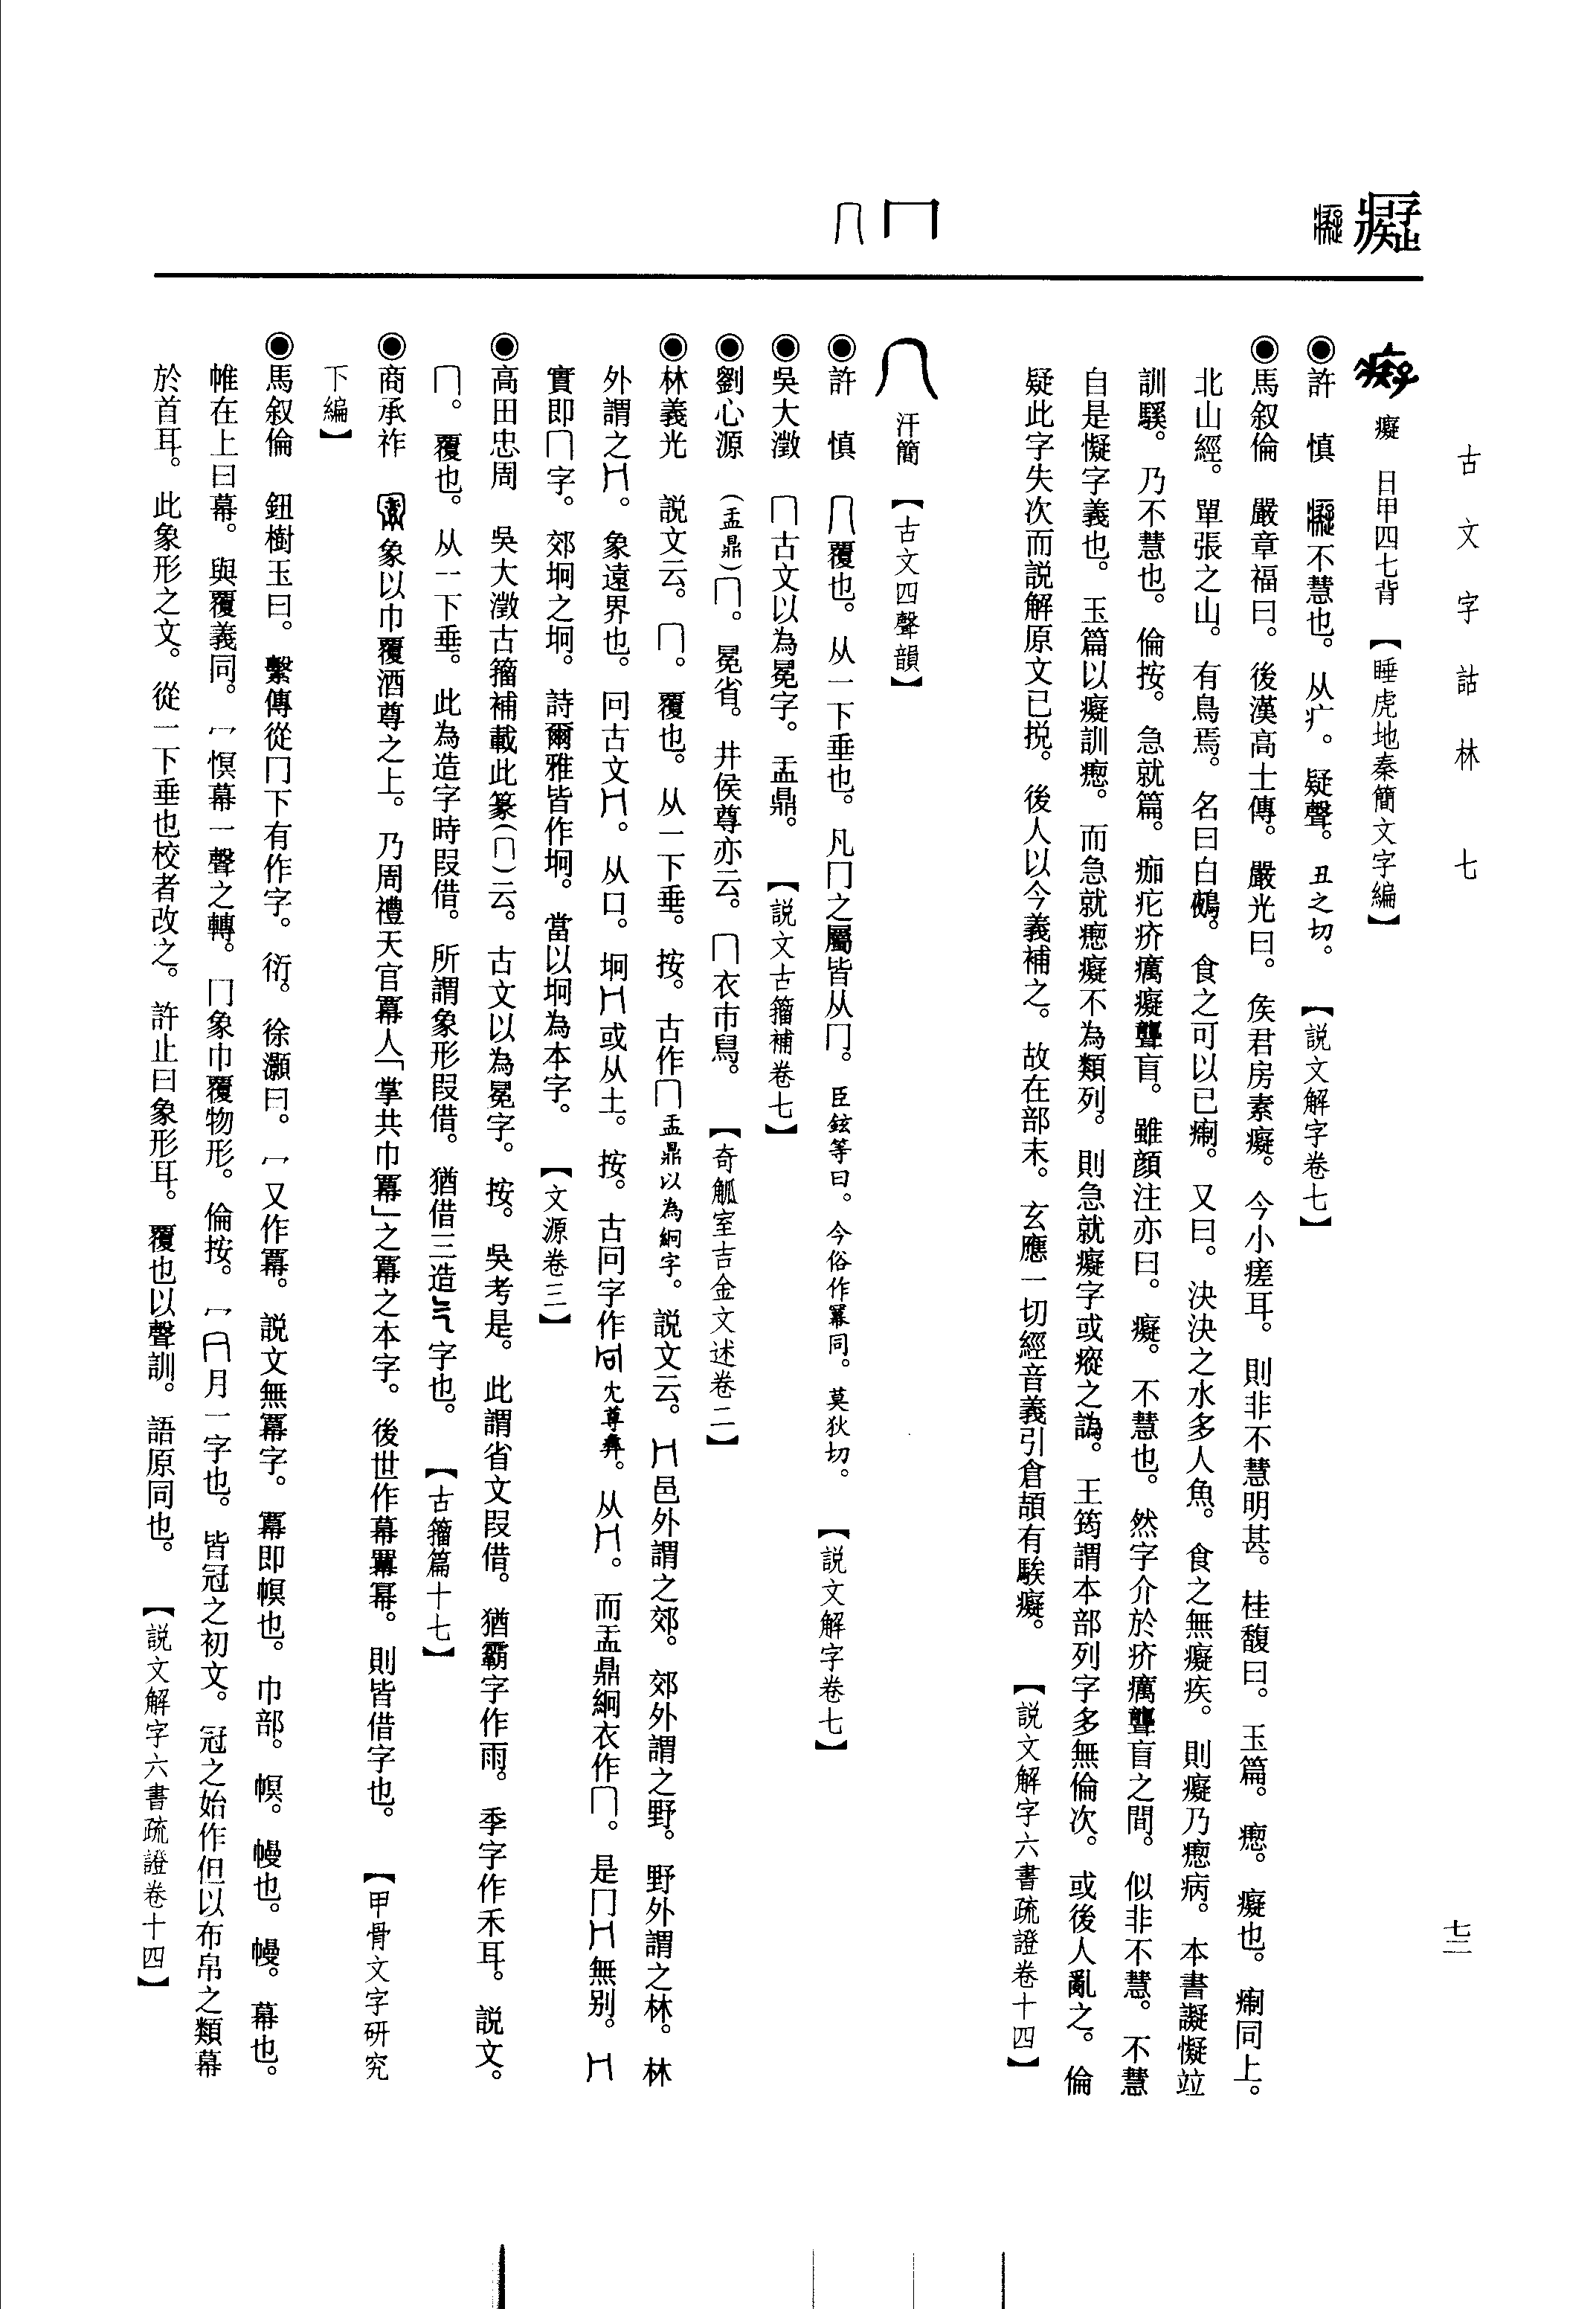 古文字詁林 七
七二
癡
冂
癡 日甲四七背 【睡虎地秦簡文字編】
◉許 慎 不慧也。从疒。疑聲。丑之切。 【説文解字卷七】
◉馬叙倫 嚴章福曰。後漢高士傳。嚴光曰。矦君房素癡。今小瘥耳。則非不慧明甚。桂馥曰。玉篇。瘛。癡也。痸同上。
北山經。單張之山。有鳥焉。名曰白鵺。食之可以已痸。又曰。決決之水多人魚。食之無癡疾。則癡乃瘛病。本書譺懝竝
訓騃。乃不慧也。倫按。急就篇。痂疕疥癘癡聾盲。雖顔注亦曰。癡。不慧也。然字介於疥癘聾盲之間。似非不慧。不慧
自是懝字義也。玉篇以癡訓瘛。而急就瘛癡不為類列。則急就癡字或瘲之譌。王筠謂本部列字多無倫次。或後人亂之。倫
疑此字失次而説解原文已挩。後人以今義補之。故在部末。玄應一切經音義引倉頡有騃癡。 【説文解字六書疏證卷十四】
汗簡 【古文四聲韻】
◉許 慎 冂覆也。从一下垂也。凡冂之屬皆从冂。臣鉉等曰。今俗作冪同。莫狄切。 【説文解字卷七】
◉吳大澂 冂古文以為冕字。盂鼎。 【説文古籀補卷七】
◉劉心源 （盂鼎）冂。冕省。井侯尊亦云。冂衣巿舄。 【奇觚室吉金文述卷二】
◉林義光 説文云。冂。覆也。从一下垂。按。古作冂盂鼎以為絅字。説文云。冂邑外謂之郊。郊外謂之野。野外謂之林。林
外謂之冂。象遠界也。冋古文冂。从口。坰冂或从土。按。古冋字作冋尤尊彝。从冂。而盂鼎絅衣作冂。是冂冂無別。冂
實即冂字。郊坰之坰。詩爾雅皆作坰。當以坰為本字。 【文源卷三】
◉高田忠周 吳大澂古籀補載此篆（冂）云。古文以為冕字。按。吳考是。此謂省文叚借。猶霸字作雨。季字作禾耳。説文。
冂。覆也。从一下垂。此為造字時叚借。所謂象形叚借。猶借三造气字也。 【古籀篇十七】
◉商承祚 象以巾覆酒尊之上。乃周禮天官冪人「掌共巾冪」之冪之本字。後世作幕冪幂。則皆借字也。 【甲骨文字研究
下編】
◉馬叙倫 鈕樹玉曰。繫傳從冂下有作字。衍。徐灝曰。冖又作冪。説文無冪字。冪即幎也。巾部。幎。幔也。幔。幕也。
帷在上曰幕。與覆義同。冖幎幕一聲之轉。冂象巾覆物形。倫按。冖冃月一字也。皆冠之初文。冠之始作但以布帛之類幕
於首耳。此象形之文。從一下垂也校者改之。許止曰象形耳。覆也以聲訓。語原同也。 【説文解字六書疏證卷十四】